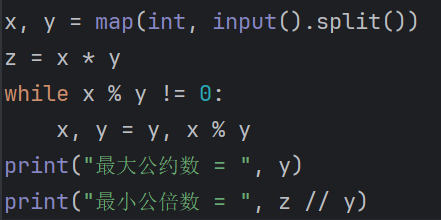 x, y = map(int, input().split())
z = x * y
while x % y != 0:
    x, y = y, x % y
print("最大公约数 = ", y)
print("最小公倍数 = ", z // y)